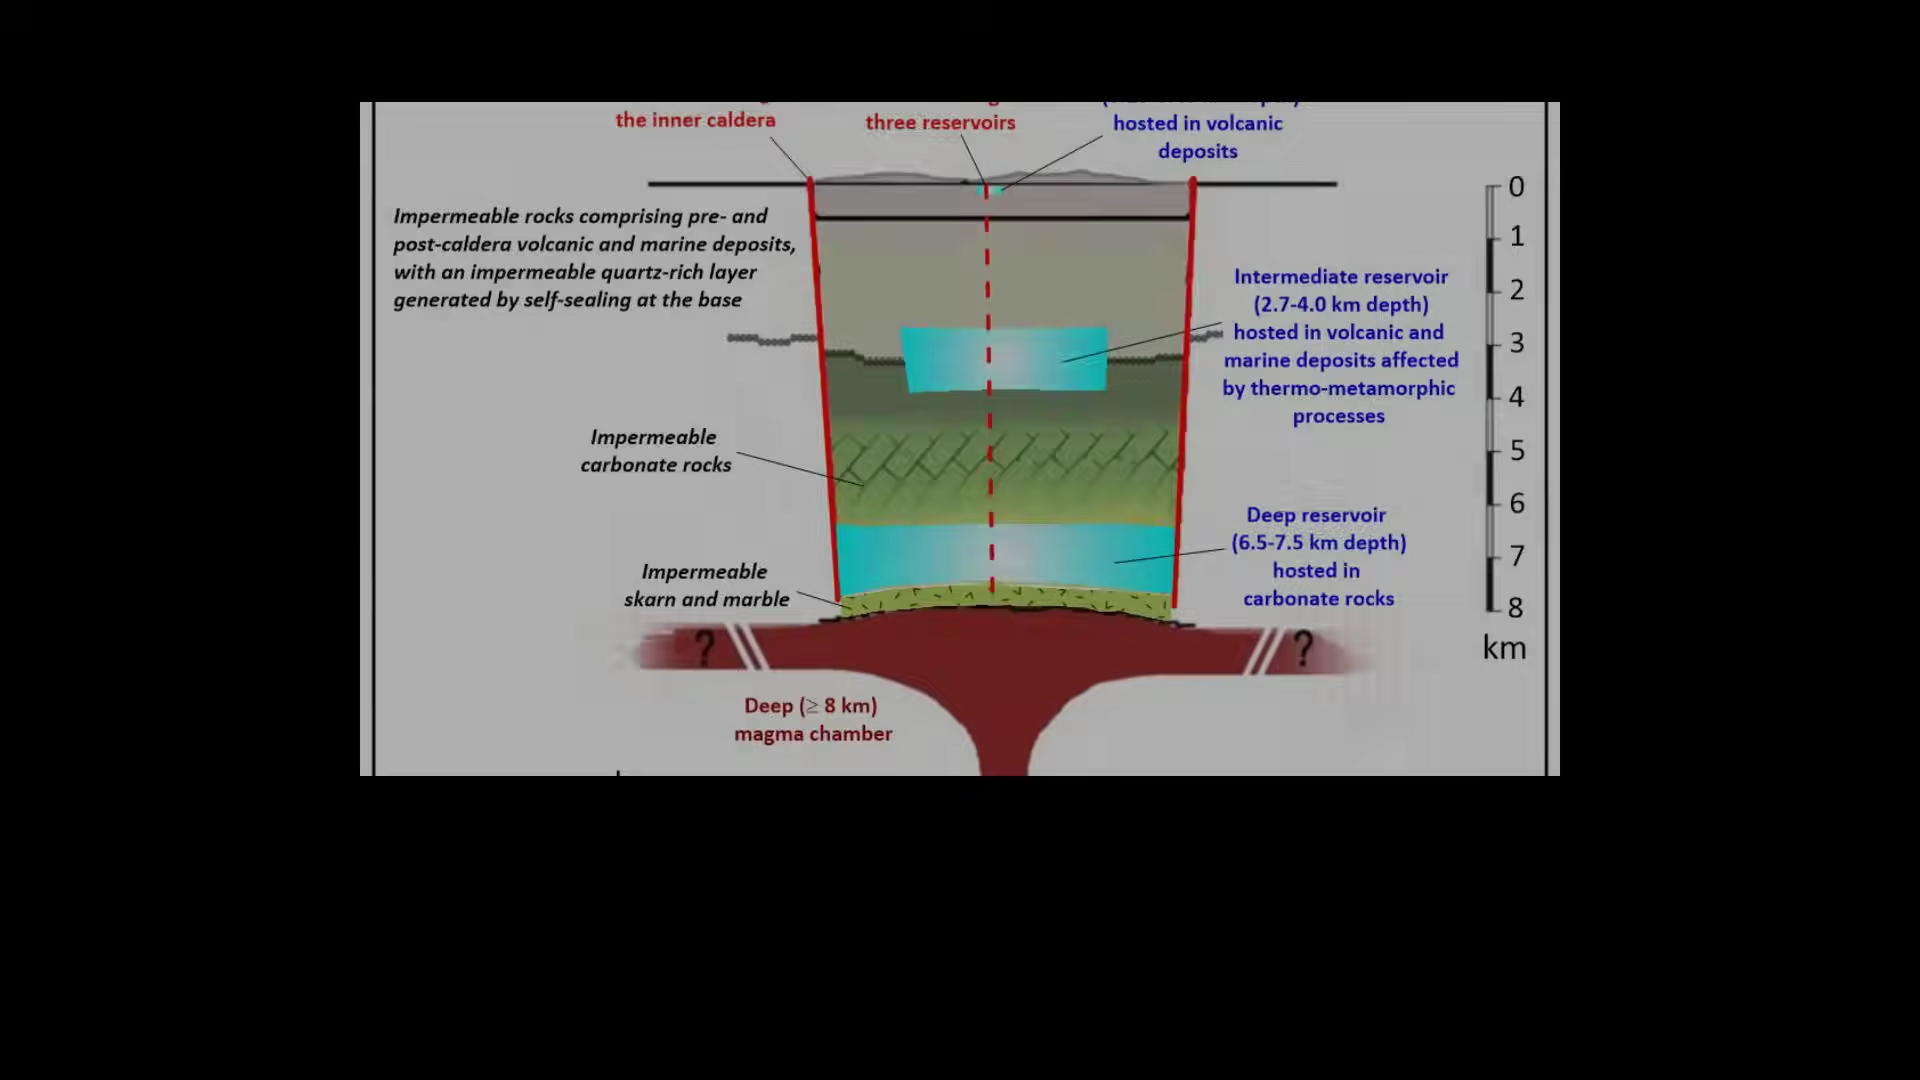 the inner caldera
three reservoirs
hosted in volcanic
deposits
Impermeable rocks comprising pre- and
post-caldera volcanic and marine deposits,
with an impermeable quartz-rich layer
generated by self-sealing at the base
Intermediate reservoir
(2.7-4.0 km depth)
hosted in volcanic and
marine deposits affected
by thermo-metamorphic
processes
Impermeable
carbonate rocks
Deep reservoir
(6.5-7.5 km depth)
hosted in
carbonate rocks
Impermeable
skarn and marble
?
?
Deep (≥ 8 km)
magma chamber
0
1
2
3
4
5
6
7
8
km